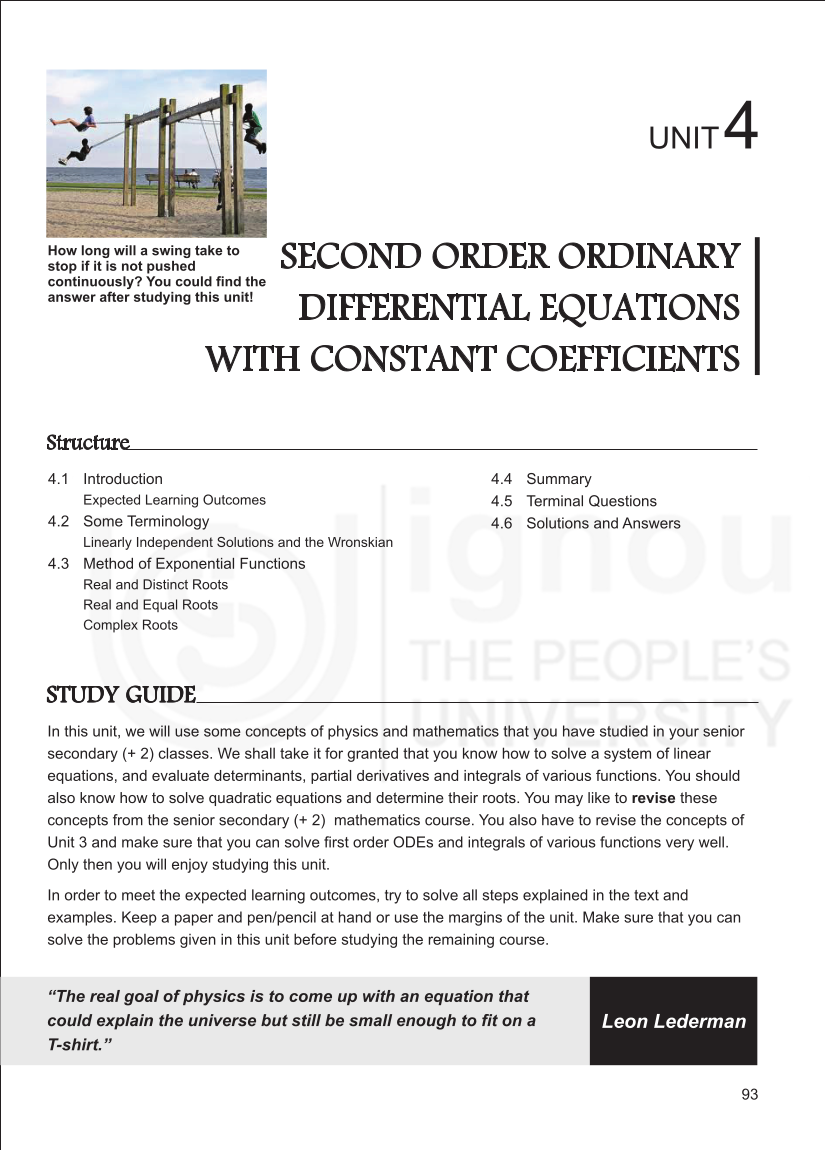 UNIT 4
How long will a swing take to
stop if it is not pushed
continuously? You could find the
answer after studying this unit!
SECOND ORDER ORDINARY
DIFFERENTIAL EQUATIONS
WITH CONSTANT COEFFICIENTS
Structure
4.1 Introduction
Expected Learning Outcomes
4.2 Some Terminology
Linearly Independent Solutions and the Wronskian
4.3 Method of Exponential Functions
Real and Distinct Roots
Real and Equal Roots
Complex Roots
4.4 Summary
4.5 Terminal Questions
4.6 Solutions and Answers
ignou
THE PEOPLE'S
UNIVERSITY
STUDY GUIDE
In this unit, we will use some concepts of physics and mathematics that you have studied in your senior
secondary (+ 2) classes. We shall take it for granted that you know how to solve a system of linear
equations, and evaluate determinants, partial derivatives and integrals of various functions. You should
also know how to solve quadratic equations and determine their roots. You may like to revise these
concepts from the senior secondary (+ 2) mathematics course. You also have to revise the concepts of
Unit 3 and make sure that you can solve first order ODEs and integrals of various functions very well.
Only then you will enjoy studying this unit.
In order to meet the expected learning outcomes, try to solve all steps explained in the text and
examples. Keep a paper and pen/pencil at hand or use the margins of the unit. Make sure that you can
solve the problems given in this unit before studying the remaining course.
“The real goal of physics is to come up with an equation that
could explain the universe but still be small enough to fit on a
T-shirt.”
Leon Lederman
93